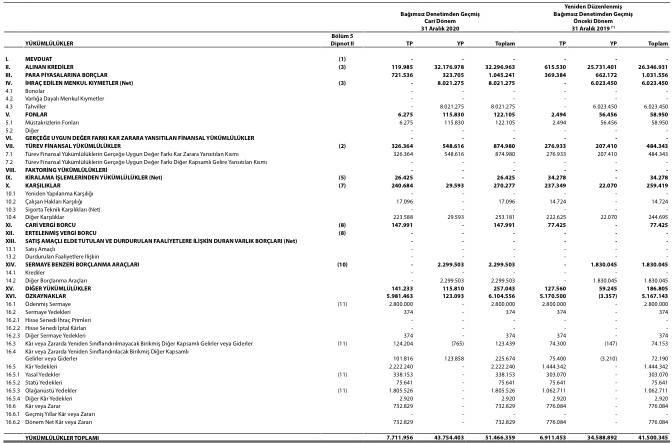 Yeniden Düzenlenmiş
Bağımsız Denetimden Geçmiş Bağımsız Denetimden Geçmiş
Cari Dönem Önceki Dönem
31 Aralık 2020 31 Aralık 2019 (*)
Bölüm 5
YÜKÜMLÜLÜKLER Dipnot II TP YP Toplam TP YP Toplam
I. MEVDUAT (1) - - - - - -
II. ALINAN KREDİLER (3) 119.985 32.176.978 32.296.963 615.530 25.731.401 26.346.931
III. PARA PİYASALARINA BORÇLAR 721.536 323.705 1.045.241 369.384 662.172 1.031.556
IV. İHRAÇ EDİLEN MENKUL KIYMETLER (Net) (3) - 8.021.275 8.021.275 - 6.023.450 6.023.450
4.1 Bonolar - - - - - -
4.2 Varlığa Dayalı Menkul Kıymetler - - - - - -
4.3 Tahviller - 8.021.275 8.021.275 - 6.023.450 6.023.450
V. FONLAR 6.275 115.830 122.105 2.494 56.456 58.950
5.1 Müstakrizlerin Fonları 6.275 115.830 122.105 2.494 56.456 58.950
5.2 Diğer - - - - - -
VI. GERÇEĞE UYGUN DEĞER FARKI KAR ZARARA YANSITILAN FİNANSAL YÜKÜMLÜLÜKLER - - - - - -
VII. TÜREV FİNANSAL YÜKÜMLÜLÜKLER (2) 326.364 548.616 874.980 276.933 207.410 484.343
7.1 Türev Finansal Yükümlülüklerin Gerçeğe Uygun Değer Farkı Kar Zarara Yansıtılan Kısmı 326.364 548.616 874.980 276.933 207.410 484.343
7.2 Türev Finansal Yükümlülüklerin Gerçeğe Uygun Değer Farkı Diğer Kapsamlı Gelire Yansıtılan Kısmı - - - - - -
VIII. FAKTORİNG YÜKÜMLÜLÜKLERİ - - - - - -
IX. KİRALAMA İŞLEMLERİNDEN YÜKÜMLÜLÜKLER (Net) (5) 26.425 - 26.425 34.278 - 34.278
X. KARŞILIKLAR (7) 240.684 29.593 270.277 237.349 22.070 259.419
10.1 Yeniden Yapılanma Karşılığı - - - - - -
10.2 Çalışan Hakları Karşılığı 17.096 - 17.096 14.724 - 14.724
10.3 Sigorta Teknik Karşılıkları (Net) - - - - - -
10.4 Diğer Karşılıklar 223.588 29.593 253.181 222.625 22.070 244.695
XI. CARİ VERGİ BORCU (8) 147.991 - 147.991 77.425 - 77.425
XII. ERTELENMİŞ VERGİ BORCU (8) - - - - - -
XIII. SATIŞ AMAÇLI ELDE TUTULAN VE DURDURULAN FAALİYETLERE İLİŞKİN DURAN VARLIK BORÇLARI (Net) - - - - - -
13.1 Satış Amaçlı - - - - - -
13.2 Durdurulan Faaliyetlere İlişkin - - - - - -
XIV. SERMAYE BENZERİ BORÇLANMA ARAÇLARI (10) - 2.299.503 2.299.503 - 1.830.045 1.830.045
14.1 Krediler - - - - - -
14.2 Diğer Borçlanma Araçları - 2.299.503 2.299.503 - 1.830.045 1.830.045
XV. DİĞER YÜKÜMLÜLÜKLER 141.233 115.810 257.043 127.560 59.245 186.805
XVI. ÖZKAYNAKLAR 5.981.463 123.093 6.104.556 5.170.500 (3.357) 5.167.143
16.1 Ödenmiş Sermaye (11) 2.800.000 - 2.800.000 2.800.000 - 2.800.000
16.2 Sermaye Yedekleri 374 - 374 374 - 374
16.2.1 Hisse Senedi İhraç Primleri - - - - - -
16.2.2 Hisse Senedi İptal Kârları - - - - - -
16.2.3 Diğer Sermaye Yedekleri 374 - 374 374 - 374
16.3 Kâr veya Zararda Yeniden Sınıflandırılmayacak Birikmiş Diğer Kapsamlı Gelirler veya Giderler (11) 124.204 (765) 123.439 74.300 (147) 74.153
16.4 Kâr veya Zararda Yeniden Sınıflandırılacak Birikmiş Diğer Kapsamlı
Gelirler veya Giderler 101.816 123.858 225.674 75.400 (3.210) 72.190
16.5 Kâr Yedekleri 2.222.240 - 2.222.240 1.444.342 - 1.444.342
16.5.1 Yasal Yedekler (11) 338.153 - 338.153 303.070 - 303.070
16.5.2 Statü Yedekleri 75.641 - 75.641 75.641 - 75.641
16.5.3 Olağanüstü Yedekler (11) 1.805.526 - 1.805.526 1.062.711 - 1.062.711
16.5.4 Diğer Kâr Yedekleri 2.920 - 2.920 2.920 - 2.920
16.6 Kâr veya Zarar 732.829 - 732.829 776.084 - 776.084
16.6.1 Geçmiş Yıllar Kâr veya Zararı - - - - - -
16.6.2 Dönem Net Kâr veya Zararı 732.829 - 732.829 776.084 - 776.084
YÜKÜMLÜLÜKLER TOPLAMI 7.711.956 43.754.403 51.466.359 6.911.453 34.588.892 41.500.345